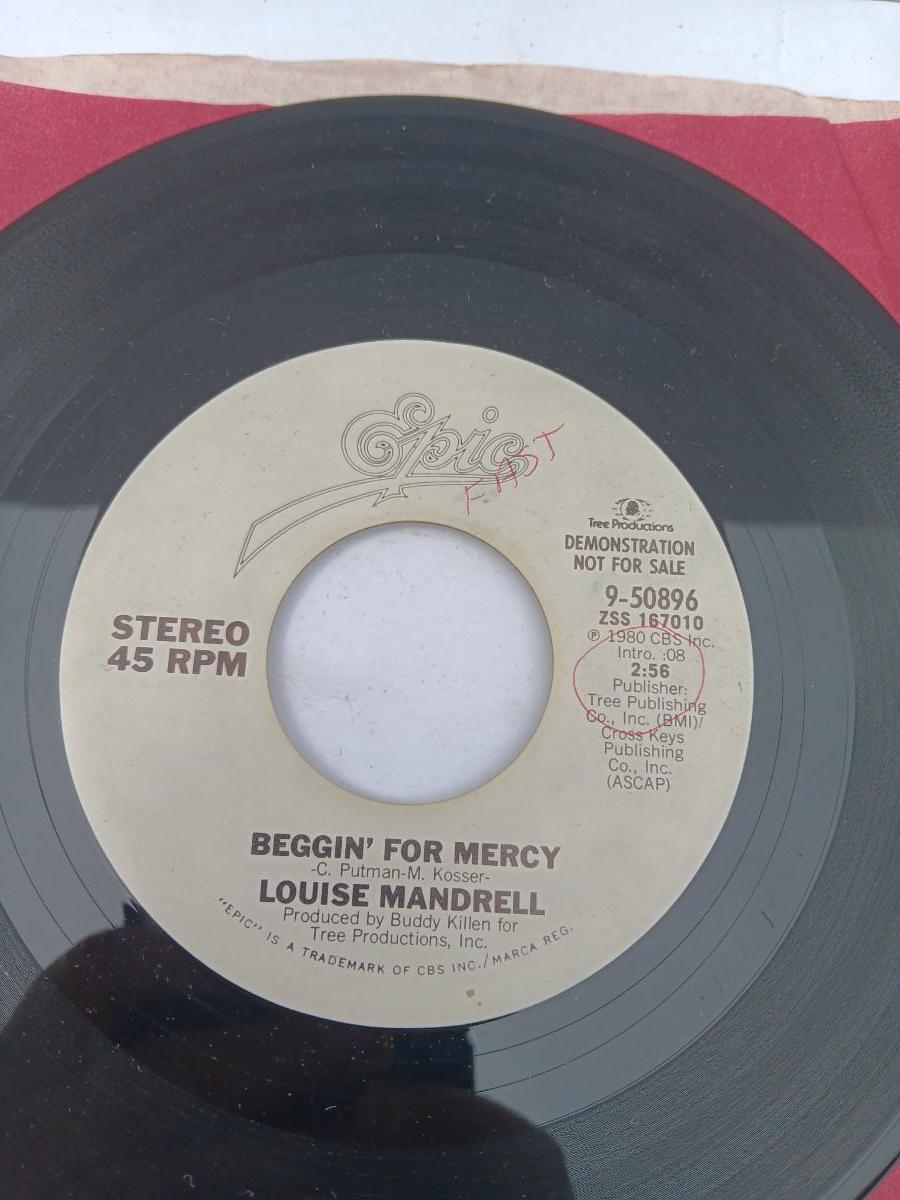 Epic
FAST
Tree Productions
DEMONSTRATION
NOT FOR SALE
9-50896
ZSS 167010
℗ 1980 CBS Inc.
Intro. :08
2:56
Publisher:
Tree Publishing
Co., Inc. (BMI)/
Cross Keys
Publishing
Co., Inc.
(ASCAP)
STEREO
45 RPM
BEGGIN' FOR MERCY
-C. Putman-M. Kosser-
LOUISE MANDRELL
Produced by Buddy Killen for
Tree Productions, Inc.
"EPIC" IS A TRADEMARK OF CBS INC./MARCA REG.